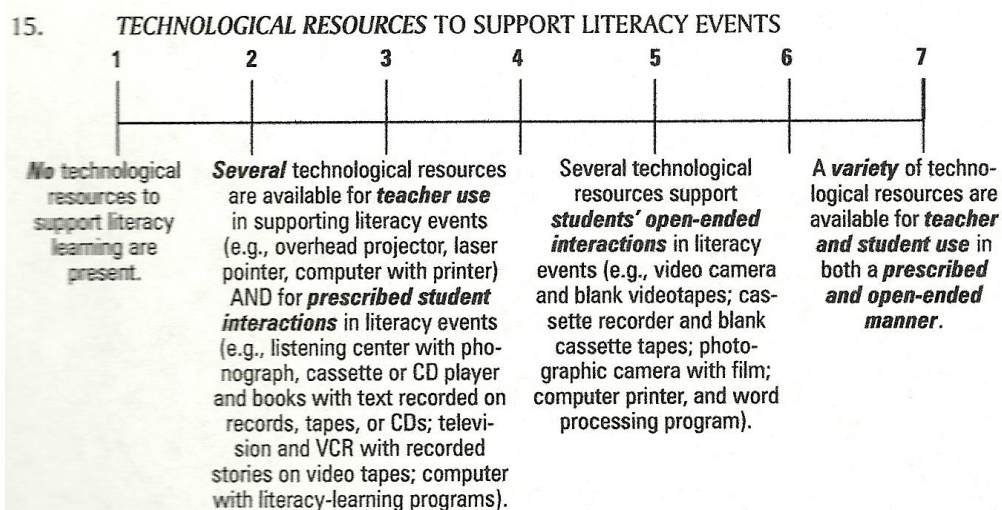 15. TECHNOLOGICAL RESOURCES TO SUPPORT LITERACY EVENTS
1 2 3 4 5 6 7
No technological
resources to
support literacy
learning are
present.
Several technological resources
are available for teacher use
in supporting literacy events
(e.g., overhead projector, laser
pointer, computer with printer)
AND for prescribed student
interactions in literacy events
(e.g., listening center with pho-
nograph, cassette or CD player
and books with text recorded on
records, tapes, or CDs; televi-
sion and VCR with recorded
stories on video tapes; computer
with literacy-learning programs).
Several technological
resources support
students' open-ended
interactions in literacy
events (e.g., video camera
and blank videotapes; cas-
sette recorder and blank
cassette tapes; photo-
graphic camera with film;
computer printer, and word
processing program).
A variety of techno-
logical resources are
available for teacher
and student use in
both a prescribed
and open-ended
manner.